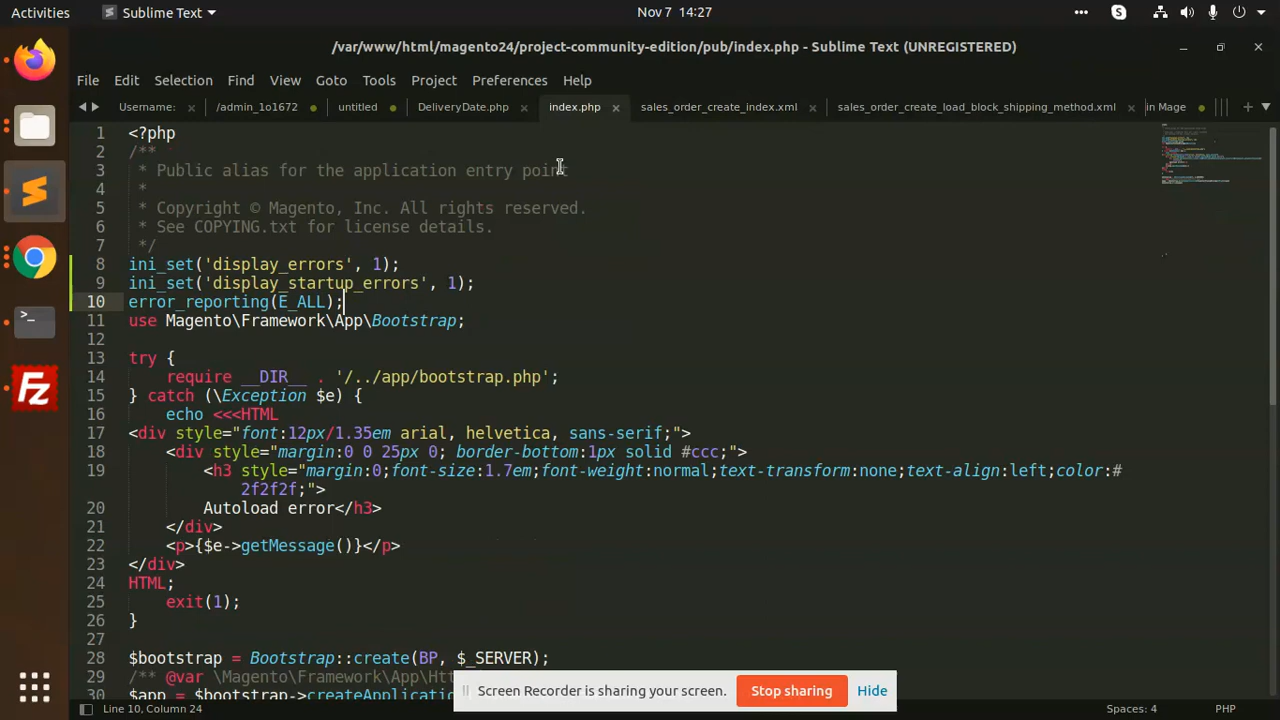 Activities
Sublime Text
Nov 7 14:27
/var/www/html/magento24/project-community-edition/pub/index.php - Sublime Text (UNREGISTERED)
File Edit Selection Find View Goto Tools Project Preferences Help
Username: /admin_1o1672 untitled DeliveryDate.php index.php sales_order_create_index.xml sales_order_create_load_block_shipping_method.xml in Mage
1 <?php
2 /**
3  * Public alias for the application entry point
4  *
5  * Copyright © Magento, Inc. All rights reserved.
6  * See COPYING.txt for license details.
7  */
8 ini_set('display_errors', 1);
9 ini_set('display_startup_errors', 1);
10 error_reporting(E_ALL);
11 use Magento\Framework\App\Bootstrap;
12
13 try {
14     require __DIR__ . '/../app/bootstrap.php';
15 } catch (\Exception $e) {
16     echo <<<HTML
17 <div style="font:12px/1.35em arial, helvetica, sans-serif;">
18     <div style="margin:0 0 25px 0; border-bottom:1px solid #ccc;">
19         <h3 style="margin:0;font-size:1.7em;font-weight:normal;text-transform:none;text-align:left;color:#
2f2f2f;">
20         Autoload error</h3>
21     </div>
22     <p>{$e->getMessage()}</p>
23 </div>
24 HTML;
25     exit(1);
26 }
27
28 $bootstrap = Bootstrap::create(BP, $_SERVER);
29 /** @var \Magento\Framework\App\Htt
30 $app = $bootstrap->createApplicatio
Screen Recorder is sharing your screen. Stop sharing Hide
Line 10, Column 24
Spaces: 4
PHP